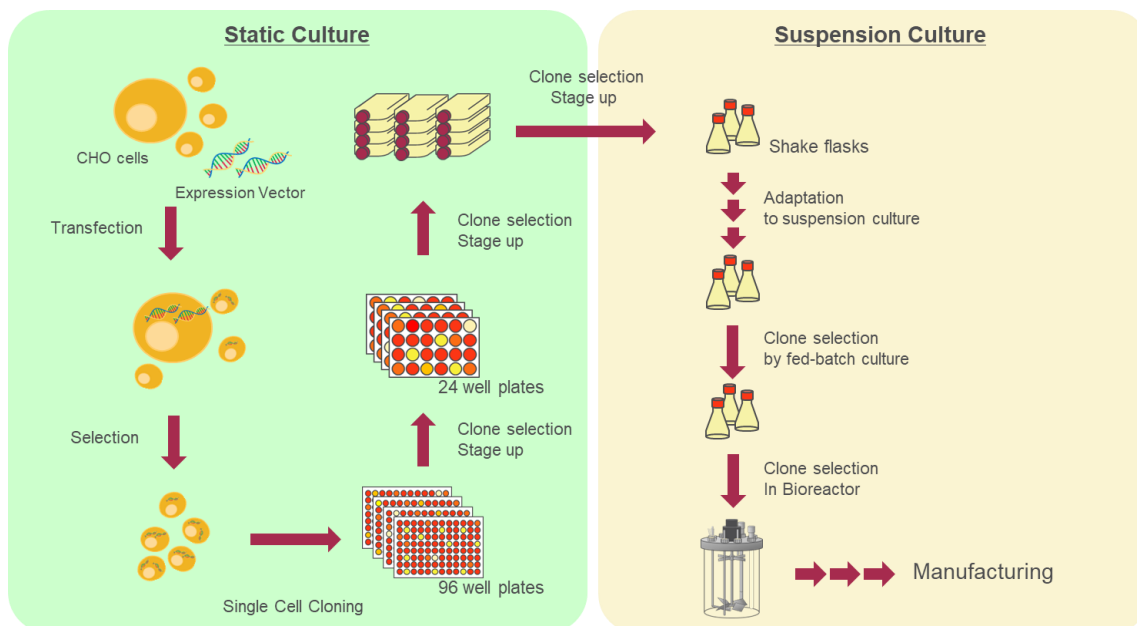 Static Culture
CHO cells
Expression Vector
Transfection
Selection
Single Cell Cloning
96 well plates
Clone selection
Stage up
24 well plates
Clone selection
Stage up
Clone selection
Stage up
Suspension Culture
Shake flasks
Adaptation
to suspension culture
Clone selection
by fed-batch culture
Clone selection
In Bioreactor
Manufacturing